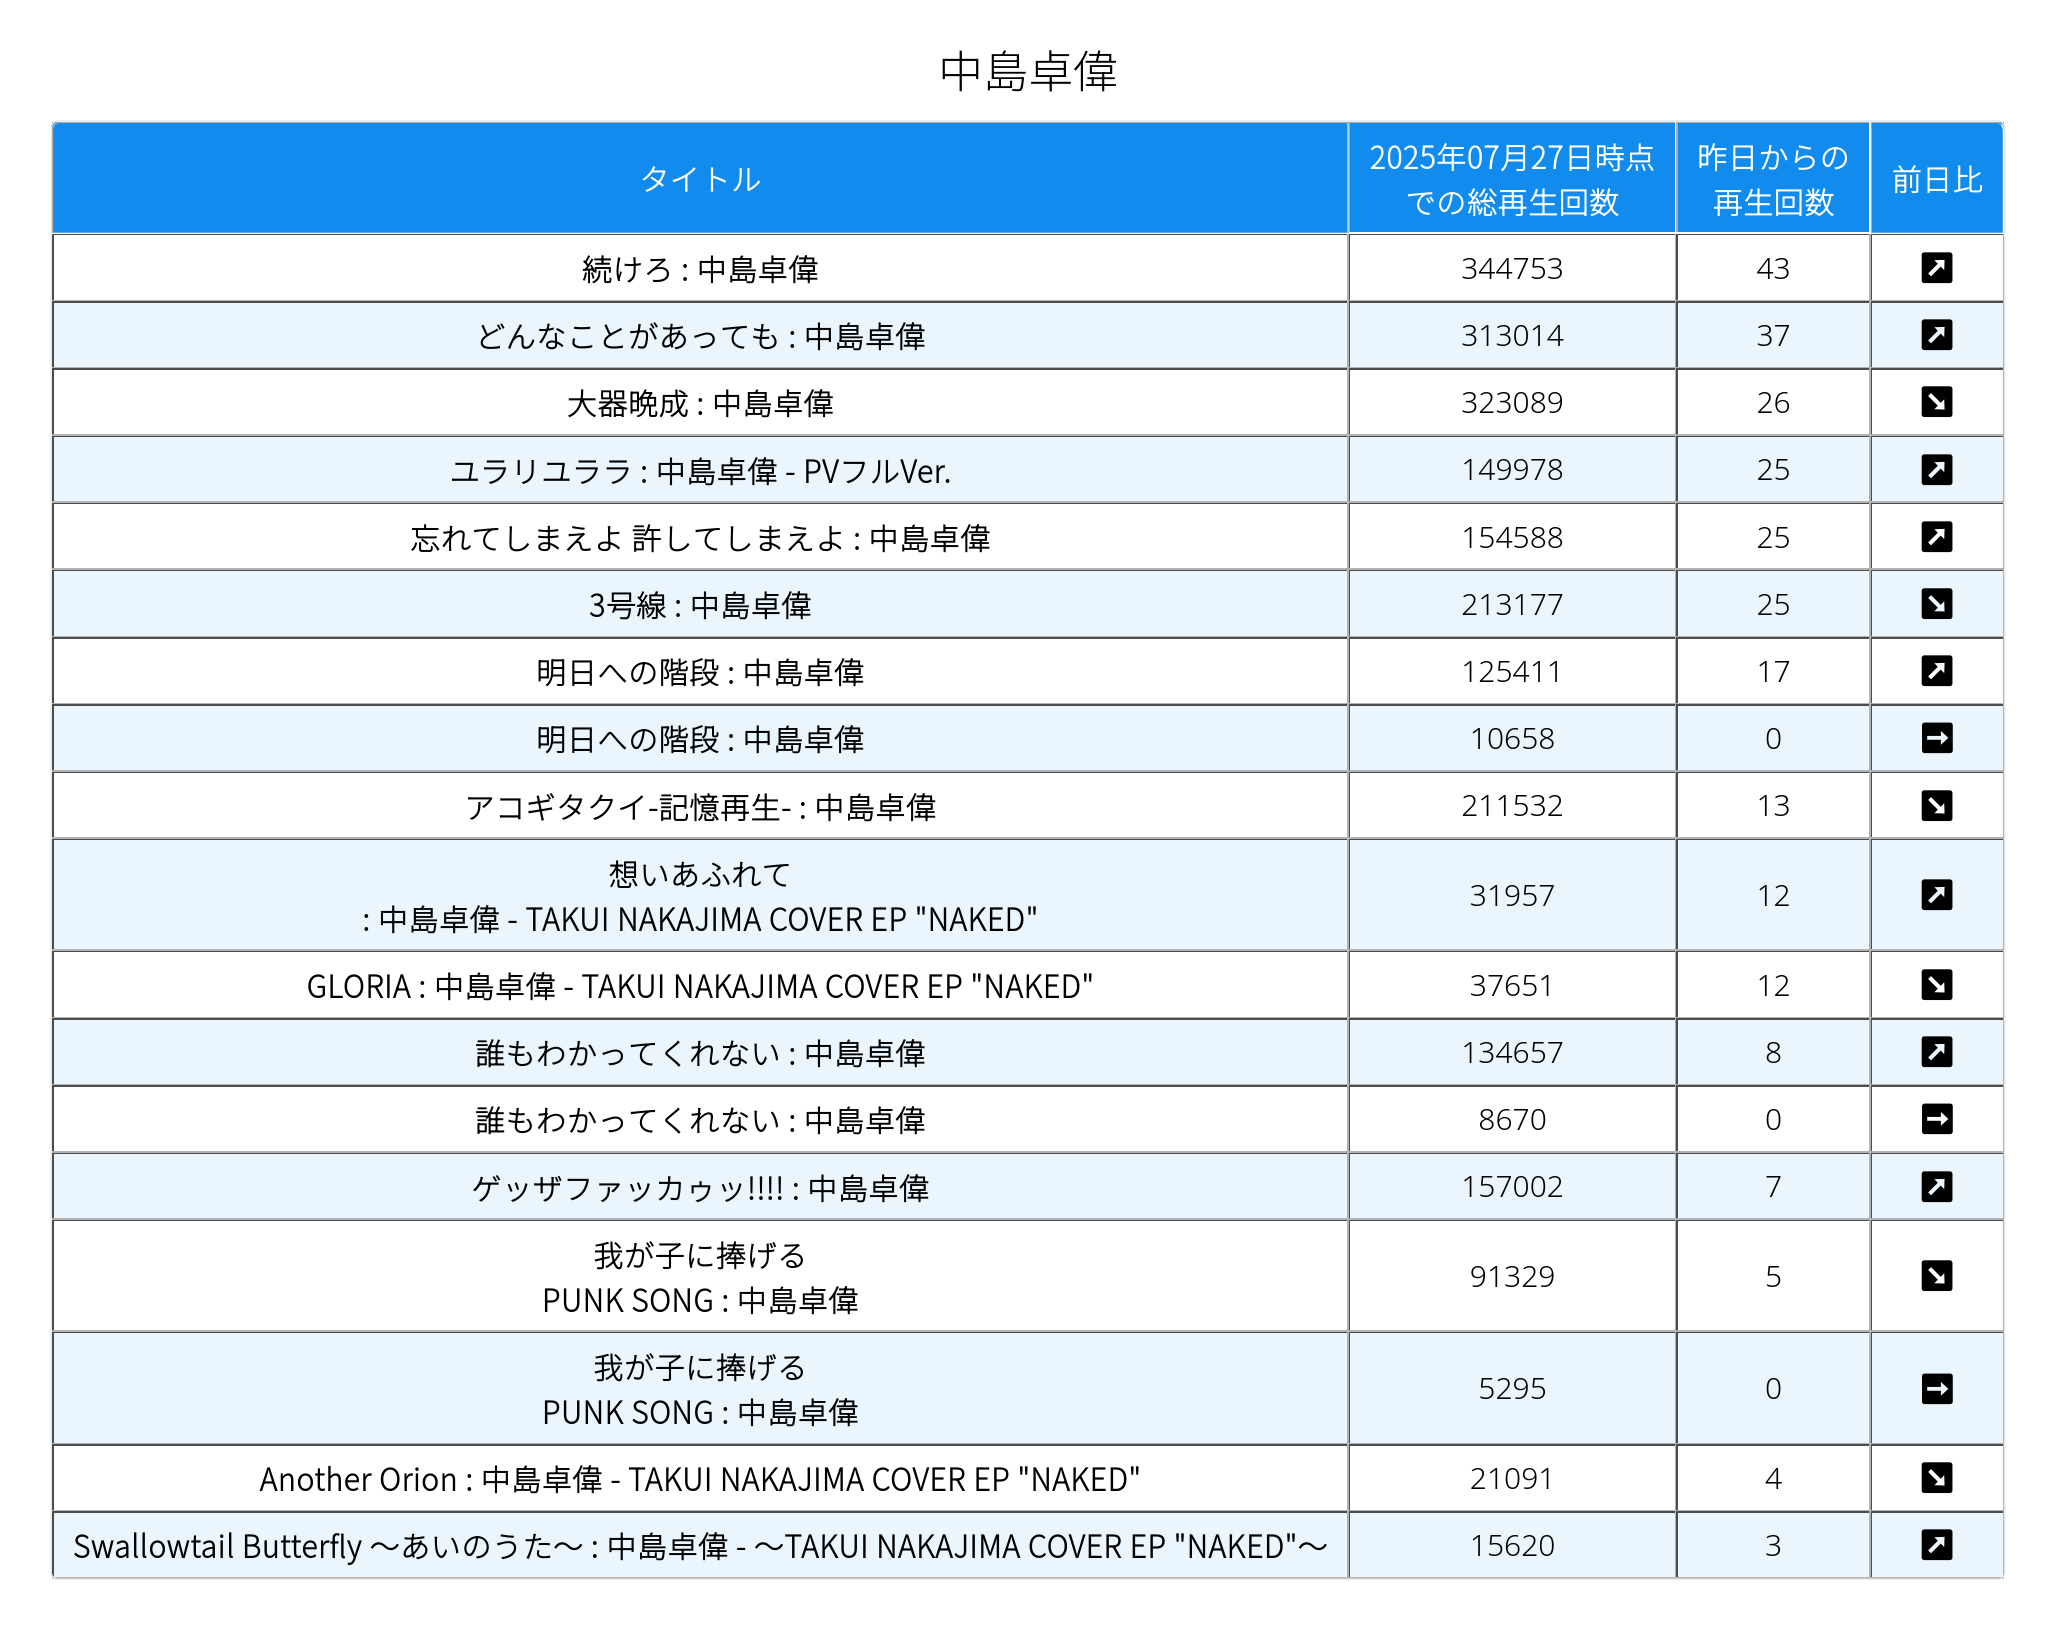 中島卓偉
タイトル 2025年07月27日時点での総再生回数 昨日からの再生回数 前日比
続けろ : 中島卓偉 344753 43 ↗
どんなことがあっても : 中島卓偉 313014 37 ↗
大器晩成 : 中島卓偉 323089 26 ↘
ユラリユララ : 中島卓偉 - PVフルVer. 149978 25 ↗
忘れてしまえよ 許してしまえよ : 中島卓偉 154588 25 ↗
3号線 : 中島卓偉 213177 25 ↘
明日への階段 : 中島卓偉 125411 17 ↗
明日への階段 : 中島卓偉 10658 0 →
アコギタクイ-記憶再生- : 中島卓偉 211532 13 ↘
想いあふれて
: 中島卓偉 - TAKUI NAKAJIMA COVER EP "NAKED" 31957 12 ↗
GLORIA : 中島卓偉 - TAKUI NAKAJIMA COVER EP "NAKED" 37651 12 ↘
誰もわかってくれない : 中島卓偉 134657 8 ↗
誰もわかってくれない : 中島卓偉 8670 0 →
ゲッザファッカゥッ!!!! : 中島卓偉 157002 7 ↗
我が子に捧げる
PUNK SONG : 中島卓偉 91329 5 ↘
我が子に捧げる
PUNK SONG : 中島卓偉 5295 0 →
Another Orion : 中島卓偉 - TAKUI NAKAJIMA COVER EP "NAKED" 21091 4 ↘
Swallowtail Butterfly ～あいのうた～ : 中島卓偉 - ～TAKUI NAKAJIMA COVER EP "NAKED"～ 15620 3 ↗